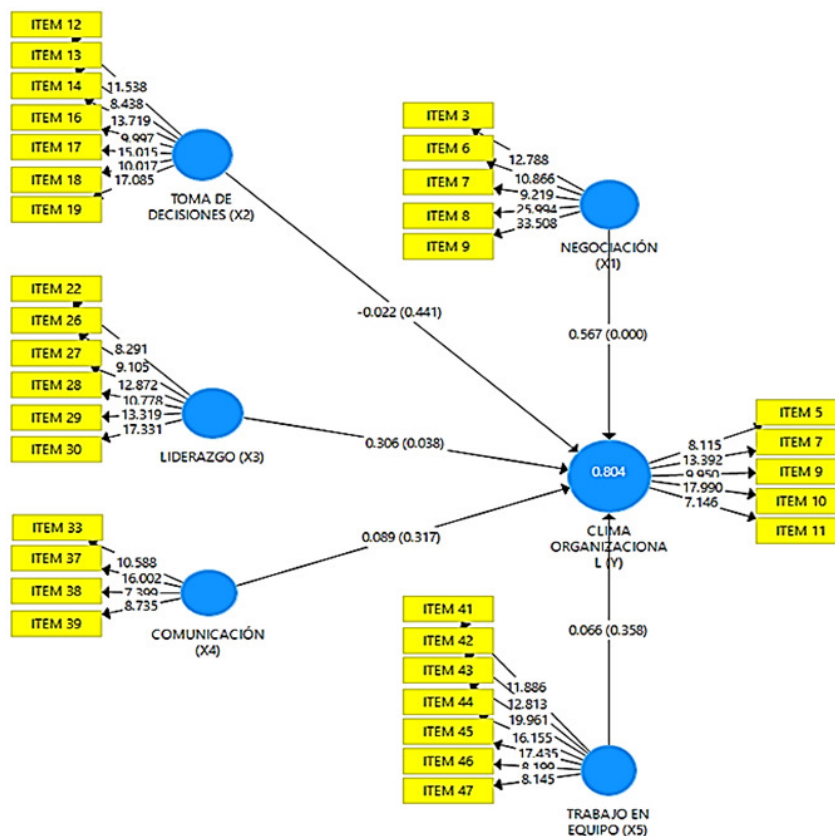 ITEM 12
ITEM 13
ITEM 14
ITEM 16
ITEM 17
ITEM 18
ITEM 19
11.538
8.438
13.719
9.997
15.015
10.017
17.085
TOMA DE
DECISIONES (X2)
ITEM 3
ITEM 6
ITEM 7
ITEM 8
ITEM 9
12.788
10.866
9.219
25.994
33.508
NEGOCIACIÓN
(X1)
-0.022 (0.441)
0.567 (0.000)
ITEM 22
ITEM 26
ITEM 27
ITEM 28
ITEM 29
ITEM 30
8.291
9.105
12.872
10.778
13.319
17.331
LIDERAZGO (X3)
0.306 (0.038)
0.804
CLIMA
ORGANIZACIONA
L (Y)
8.115
13.392
9.950
17.990
7.146
ITEM 5
ITEM 7
ITEM 9
ITEM 10
ITEM 11
ITEM 33
ITEM 37
ITEM 38
ITEM 39
10.588
16.002
7.399
8.735
COMUNICACIÓN
(X4)
0.089 (0.317)
0.066 (0.358)
ITEM 41
ITEM 42
ITEM 43
ITEM 44
ITEM 45
ITEM 46
ITEM 47
11.886
12.813
19.961
16.155
17.435
8.199
8.145
TRABAJO EN
EQUIPO (X5)